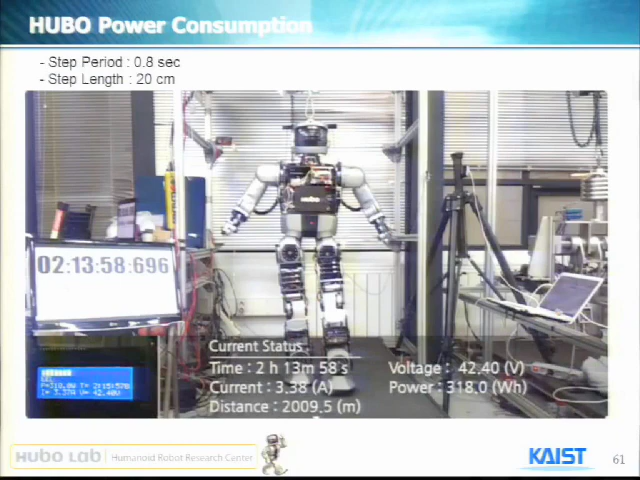 HUBO Power Consumption
- Step Period : 0.8 sec
- Step Length : 20 cm
HUBO
02:13:58:696
Current Status
Time : 2 h 13m 58 s
Voltage : 42.40 (V)
Current : 3.38 (A)
Power : 318.0 (Wh)
Distance : 2009.5 (m)
HUBO LAB
Humanoid Robot Research Center
KAIST
61